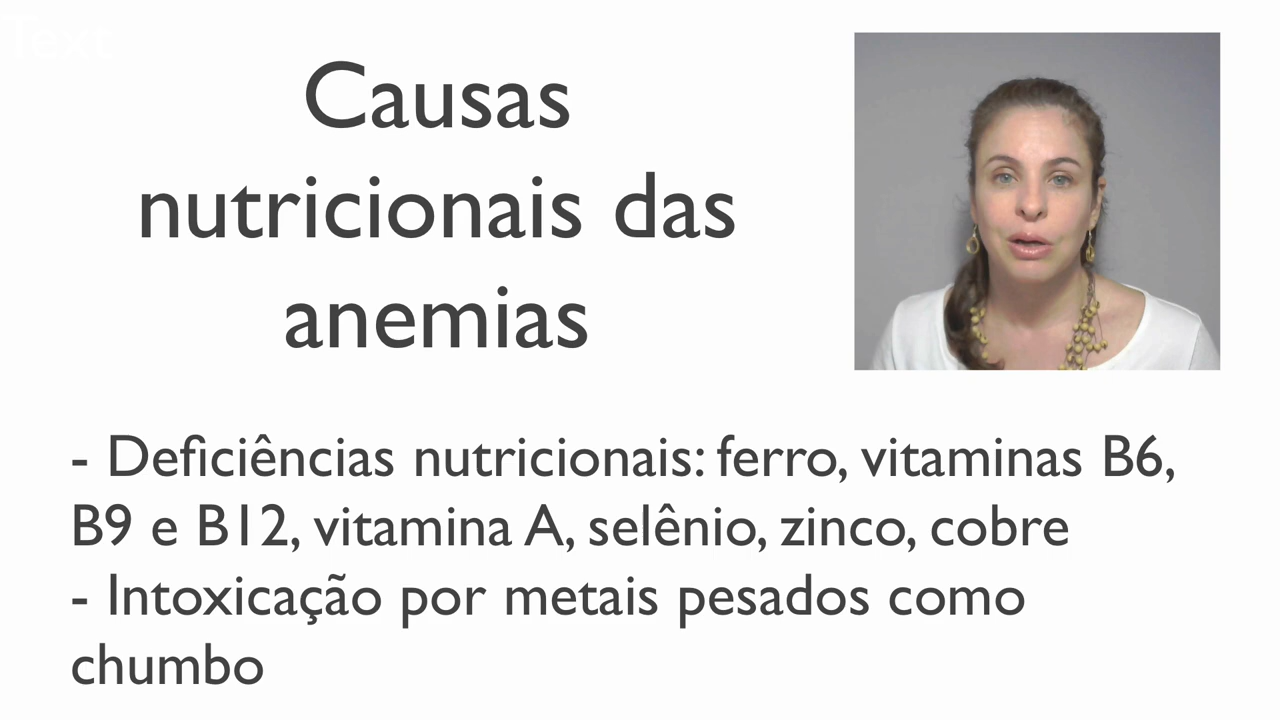 Text
Causas
nutricionais das
anemias
- Deficiências nutricionais: ferro, vitaminas B6,
B9 e B12, vitamina A, selênio, zinco, cobre
- Intoxicação por metais pesados como
chumbo